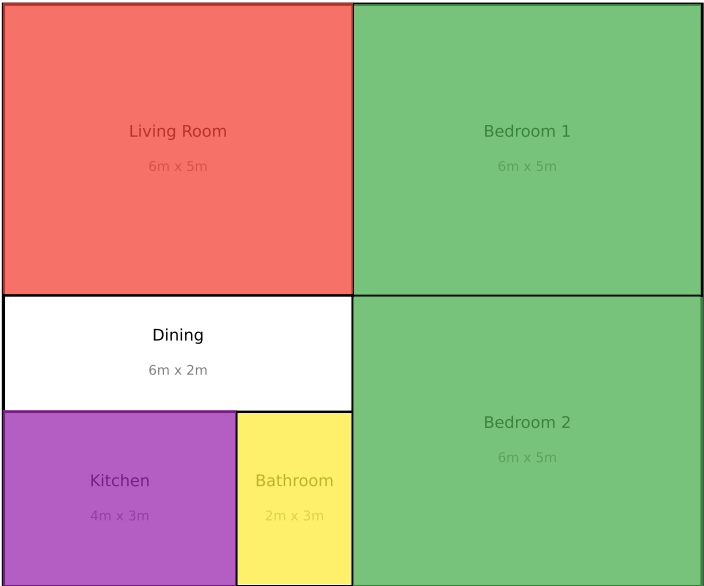 Living Room
6m x 5m
Bedroom 1
6m x 5m
Dining
6m x 2m
Bedroom 2
6m x 5m
Kitchen
4m x 3m
Bathroom
2m x 3m